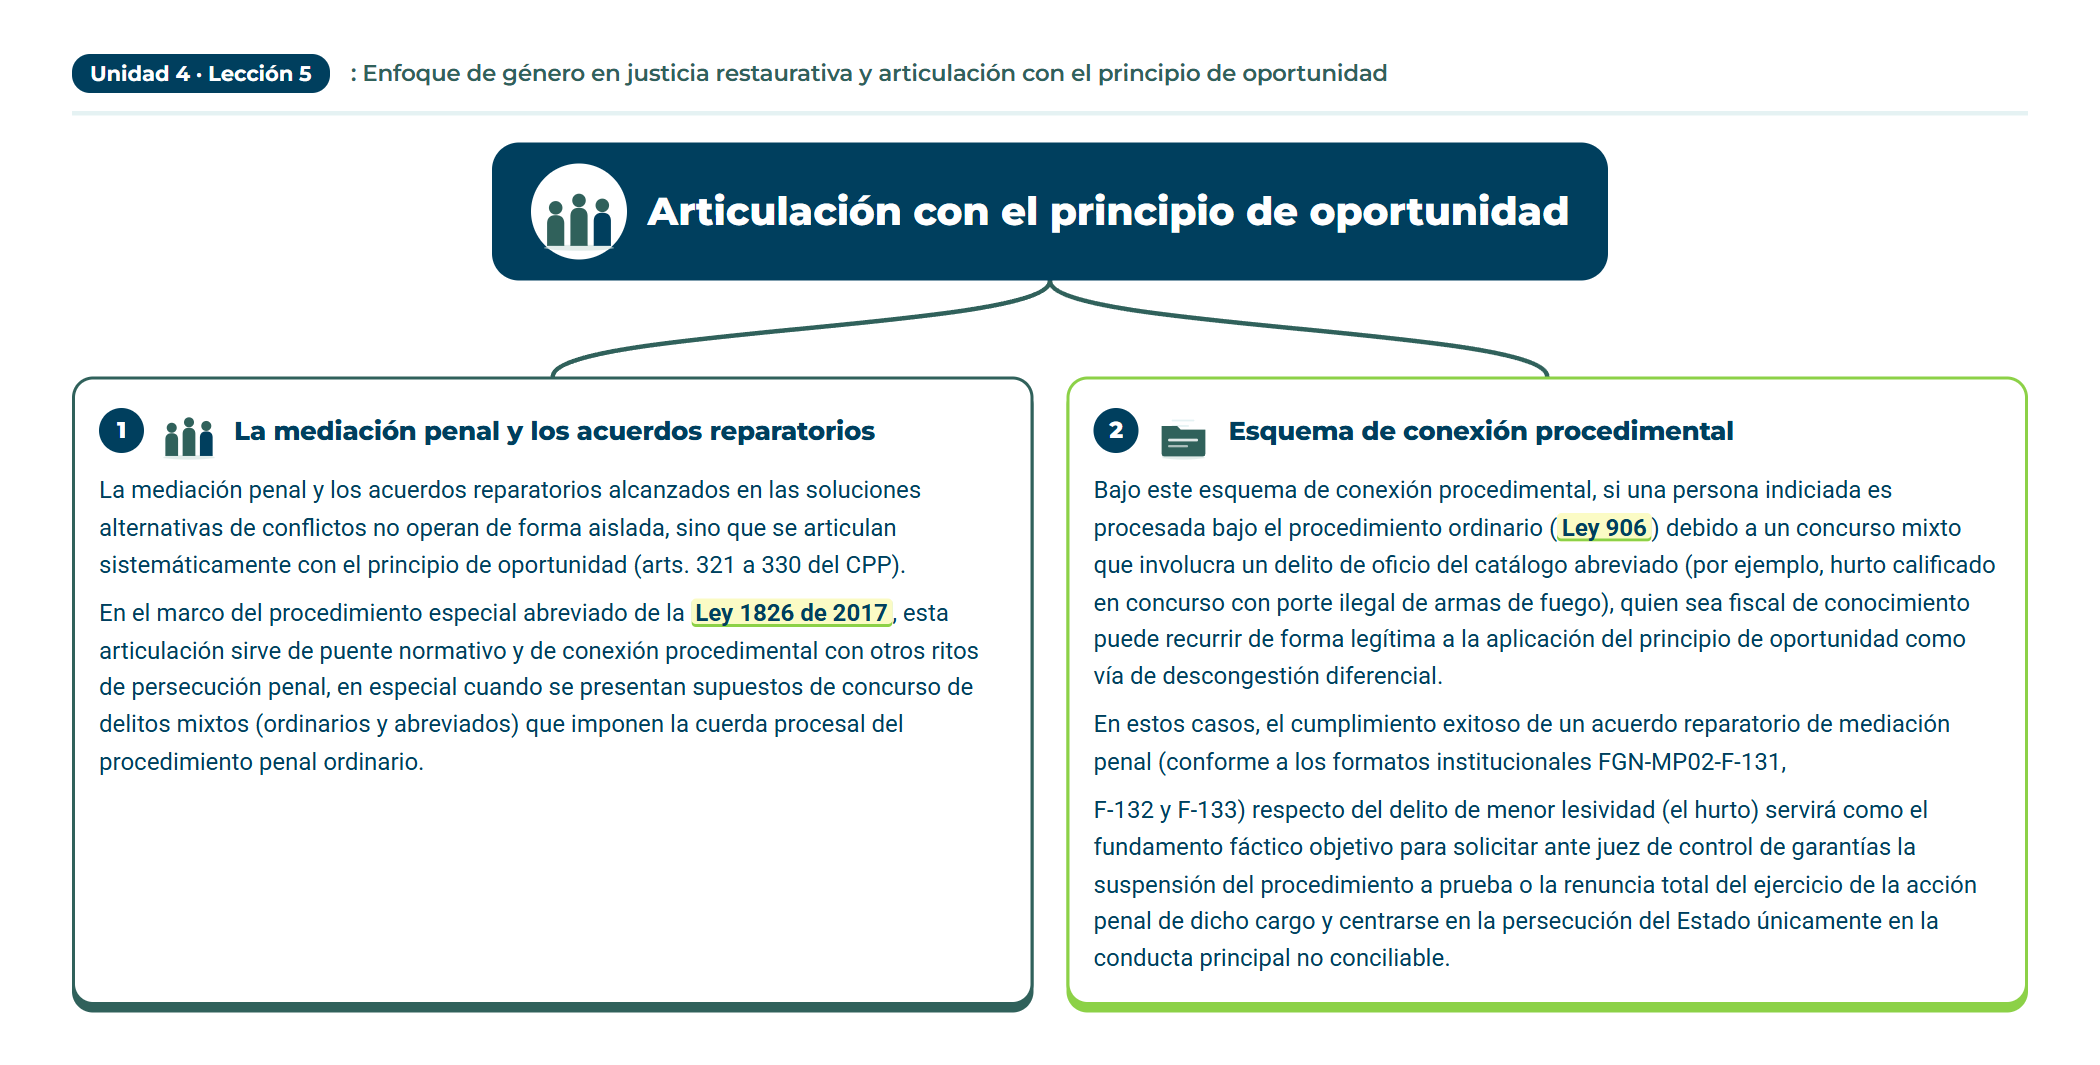 Unidad 4 · Lección 5
: Enfoque de género en justicia restaurativa y articulación con el principio de oportunidad
Articulación con el principio de oportunidad
1
La mediación penal y los acuerdos reparatorios
La mediación penal y los acuerdos reparatorios alcanzados en las soluciones
alternativas de conflictos no operan de forma aislada, sino que se articulan
sistemáticamente con el principio de oportunidad (arts. 321 a 330 del CPP).
En el marco del procedimiento especial abreviado de la Ley 1826 de 2017, esta
articulación sirve de puente normativo y de conexión procedimental con otros ritos
de persecución penal, en especial cuando se presentan supuestos de concurso de
delitos mixtos (ordinarios y abreviados) que imponen la cuerda procesal del
procedimiento penal ordinario.
2
Esquema de conexión procedimental
Bajo este esquema de conexión procedimental, si una persona indiciada es
procesada bajo el procedimiento ordinario (Ley 906) debido a un concurso mixto
que involucra un delito de oficio del catálogo abreviado (por ejemplo, hurto calificado
en concurso con porte ilegal de armas de fuego), quien sea fiscal de conocimiento
puede recurrir de forma legítima a la aplicación del principio de oportunidad como
vía de descongestión diferencial.
En estos casos, el cumplimiento exitoso de un acuerdo reparatorio de mediación
penal (conforme a los formatos institucionales FGN-MP02-F-131,
F-132 y F-133) respecto del delito de menor lesividad (el hurto) servirá como el
fundamento fáctico objetivo para solicitar ante juez de control de garantías la
suspensión del procedimiento a prueba o la renuncia total del ejercicio de la acción
penal de dicho cargo y centrarse en la persecución del Estado únicamente en la
conducta principal no conciliable.